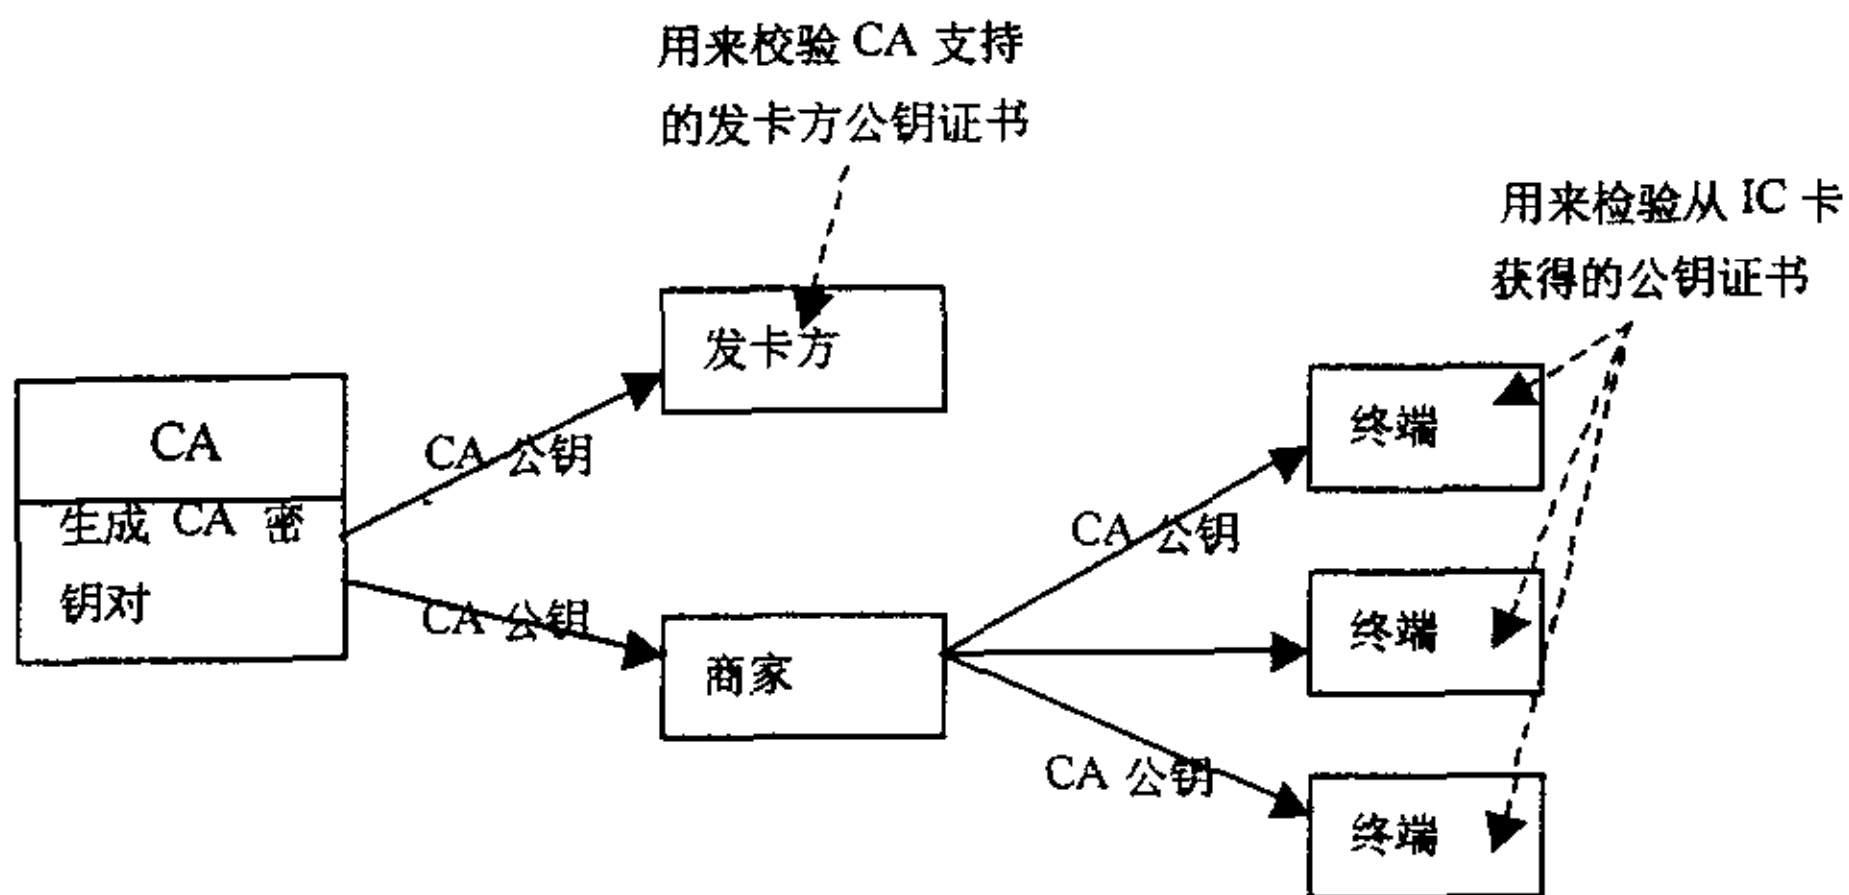 用来校验 CA 支持
的发卡方公钥证书
用来检验从 IC 卡
获得的公钥证书
发卡方
CA
生成 CA 密
钥对
CA 公钥
CA 公钥
商家
CA 公钥
CA 公钥
终端
终端
终端